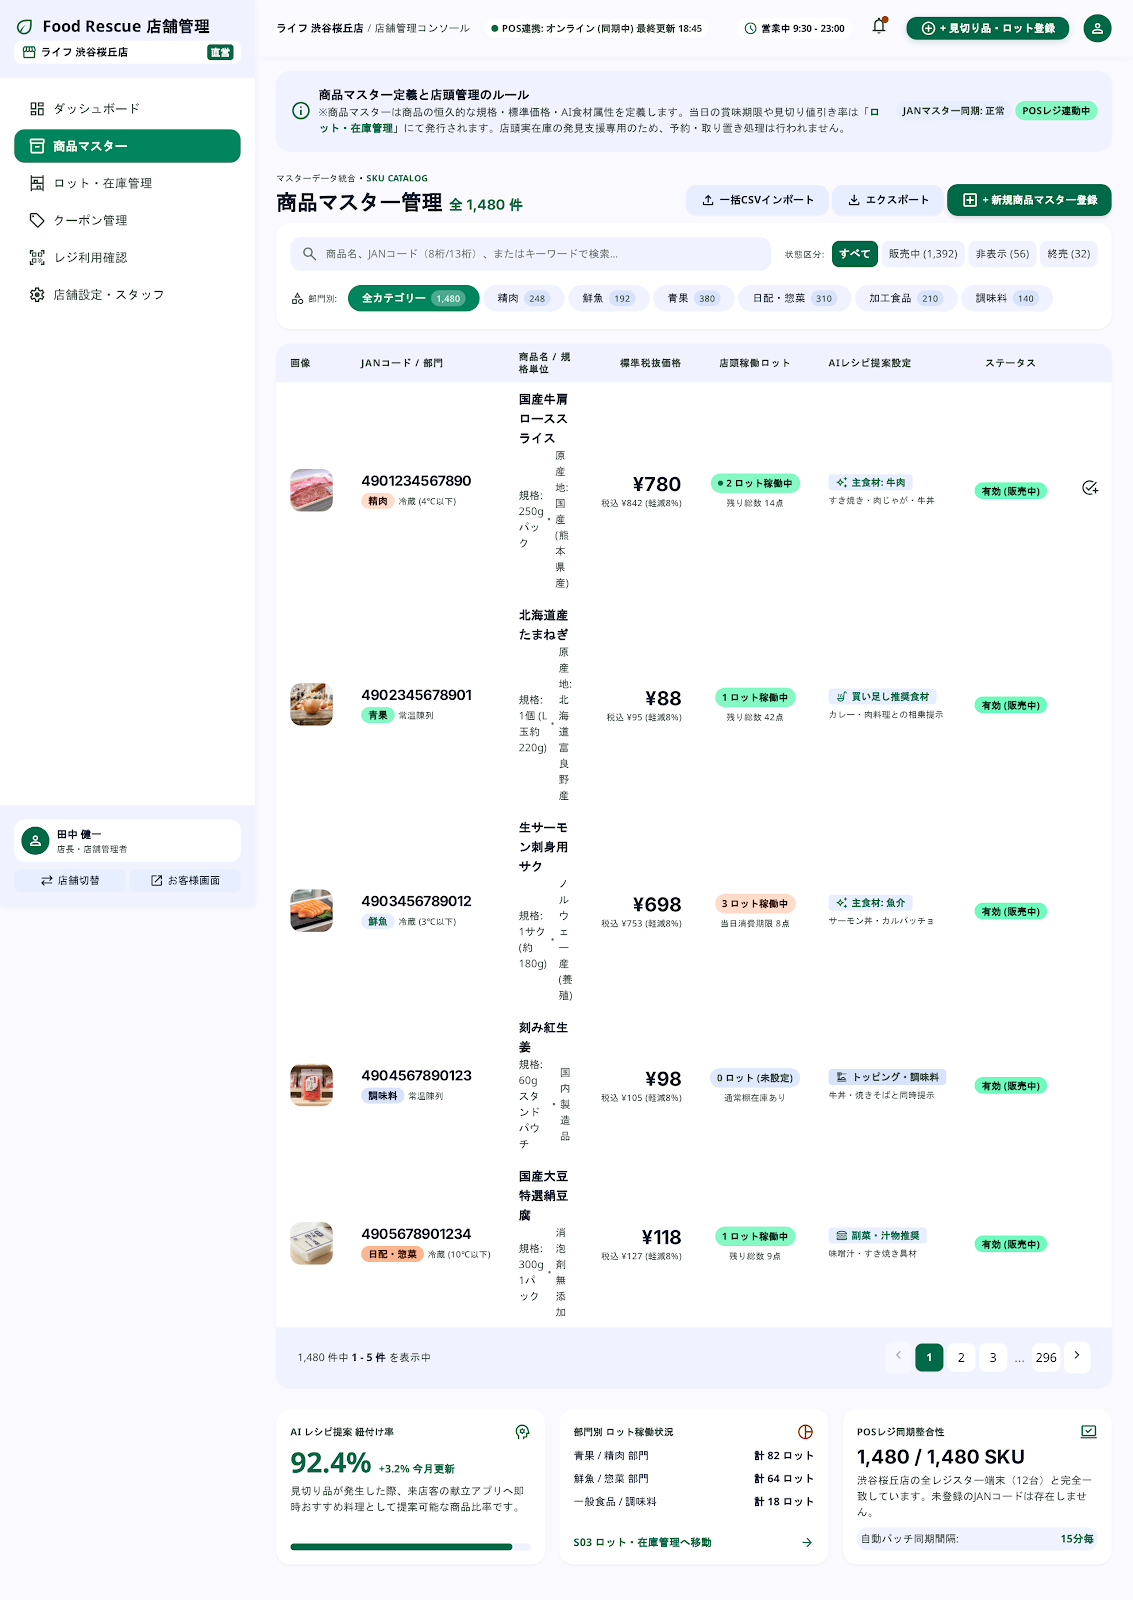 Food Rescue 店舗管理
ライフ 渋谷桜丘店 直営
ダッシュボード
商品マスター
ロット・在庫管理
クーポン管理
レジ利用確認
店舗設定・スタッフ
田中 健一
店長・店舗管理者
店舗切替
お客様画面
ライフ 渋谷桜丘店 / 店舗管理コンソール
POS連携: オンライン (同期中) 最終更新 18:45
営業中 9:30 - 23:00
+ 見切り品・ロット登録
商品マスター定義と店頭管理のルール
※商品マスターは商品の恒久的な規格・標準価格・AI食材属性を定義します。当日の賞味期限や見切り値引き率は「ロ
ット・在庫管理」にて発行されます。店頭実在庫の発見支援専用のため、予約・取り置き処理は行われません。
JANマスター同期: 正常
POSレジ連動中
マスターデータ統合 • SKU CATALOG
商品マスター管理 全 1,480 件
一括CSVインポート
エクスポート
+ 新規商品マスター登録
商品名、JANコード（8桁/13桁）、またはキーワードで検索...
状態区分: すべて 販売中 (1,392) 非表示 (56) 終売 (32)
部門別: 全カテゴリー 1,480 精肉 248 鮮魚 192 青果 380 日配・惣菜 310 加工食品 210 調味料 140
画像
JANコード / 部門
商品名 / 規
格単位
標準税抜価格
店頭稼働ロット
AIレシピ提案設定
ステータス
4901234567890
精肉 冷蔵 (4℃以下)
国産牛肩
ローススライス
規格:
250g
パッ
ク
•
原
産
地:
国
産
(熊
本
県
産)
¥780
税込 ¥842 (軽減8%)
2 ロット稼働中
残り総数 14点
主食材: 牛肉
すき焼き・肉じゃが・牛丼
有効 (販売中)
4902345678901
青果 常温陳列
北海道産
たまねぎ
規格:
1個 (L
玉約
220g)
•
原
産
地:
北
海
道
富
良
野
産
¥88
税込 ¥95 (軽減8%)
1 ロット稼働中
残り総数 42点
買い足し推奨食材
カレー・肉料理との相乗提示
有効 (販売中)
4903456789012
鮮魚 冷蔵 (3℃以下)
生サーモ
ン刺身用
サク
規格:
1サク
(約
180g)
•
ノ
ル
ウ
ェ
ー
産
(養
殖)
¥698
税込 ¥753 (軽減8%)
3 ロット稼働中
当日消費期限 8点
主食材: 魚介
サーモン丼・カルパッチョ
有効 (販売中)
4904567890123
調味料 常温陳列
刻み紅生
姜
規格:
60g
スタ
ンド
パウ
チ
•
国
内
製
造
品
¥98
税込 ¥105 (軽減8%)
0 ロット (未設定)
通常棚在庫あり
トッピング・調味料
牛丼・焼きそばと同時提示
有効 (販売中)
4905678901234
日配・惣菜 冷蔵 (10℃以下)
国産大豆
特選絹豆
腐
規格:
300g
1パ
ック
•
消
泡
剤
無
添
加
¥118
税込 ¥127 (軽減8%)
1 ロット稼働中
残り総数 9点
副菜・汁物推奨
味噌汁・すき焼き具材
有効 (販売中)
1,480 件中 1 - 5 件 を表示中
1 2 3 ... 296
AI レシピ提案 紐付け率
92.4% +3.2% 今月更新
見切り品が発生した際、来店客の献立アプリへ即
時おすすめ料理として提案可能な商品比率です。
部門別 ロット稼働状況
青果 / 精肉 部門 計 82 ロット
鮮魚 / 惣菜 部門 計 64 ロット
一般食品 / 調味料 計 18 ロット
S03 ロット・在庫管理へ移動
POSレジ同期整合性
1,480 / 1,480 SKU
渋谷桜丘店の全レジスター端末（12台）と完全一
致しています。未登録のJANコードは存在しませ
ん。
自動バッチ同期間隔: 15分毎